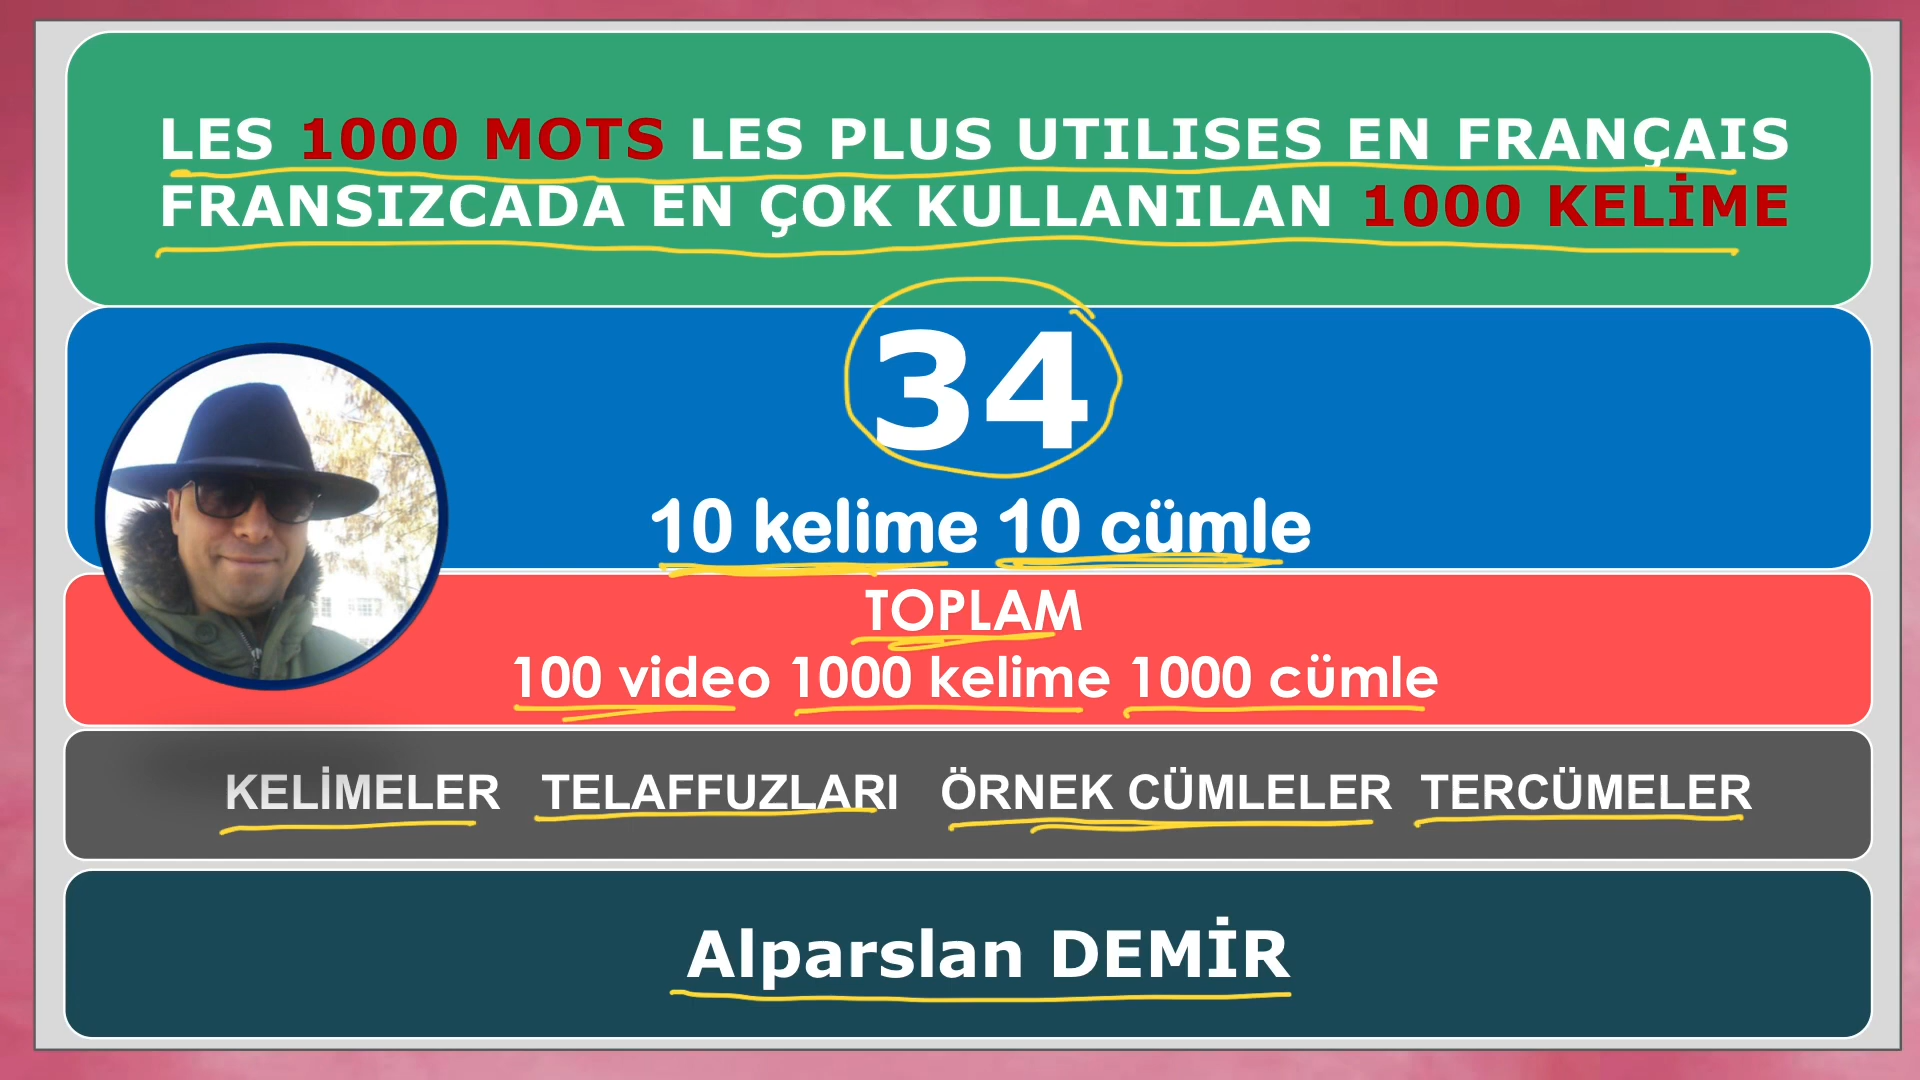 LES 1000 MOTS LES PLUS UTILISES EN FRANÇAIS
FRANSIZCADA EN ÇOK KULLANILAN 1000 KELİME
34
10 kelime 10 cümle
TOPLAM
100 video 1000 kelime 1000 cümle
KELİMELER TELAFFUZLARI ÖRNEK CÜMLELER TERCÜMELER
Alparslan DEMİR